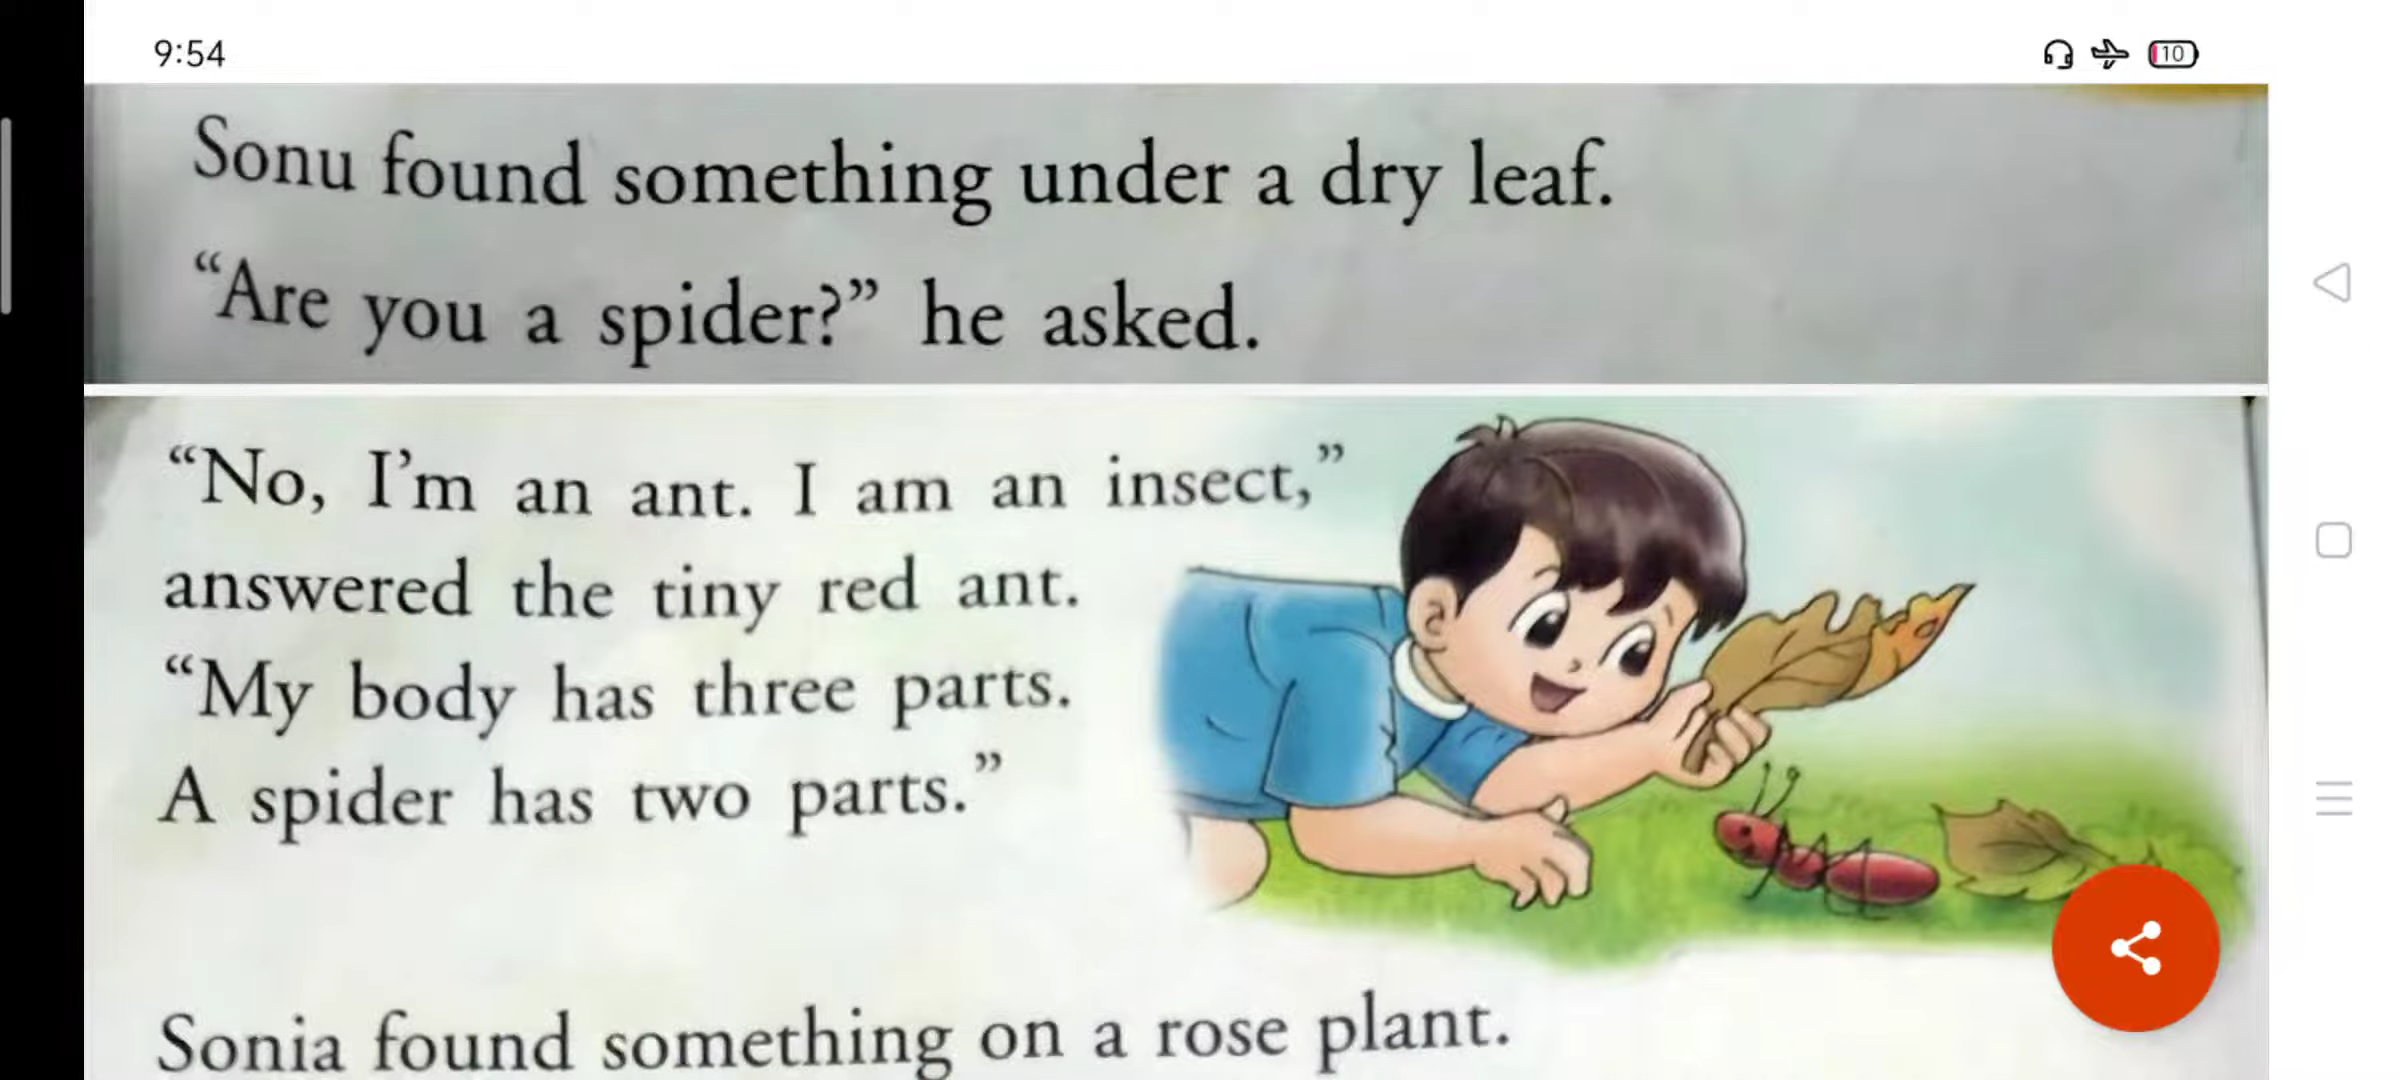 9:54
10
Sonu found something under a dry leaf.
“Are you a spider?” he asked.
“No, I’m an ant. I am an insect,”
answered the tiny red ant.
“My body has three parts.
A spider has two parts.”
Sonia found something on a rose plant.